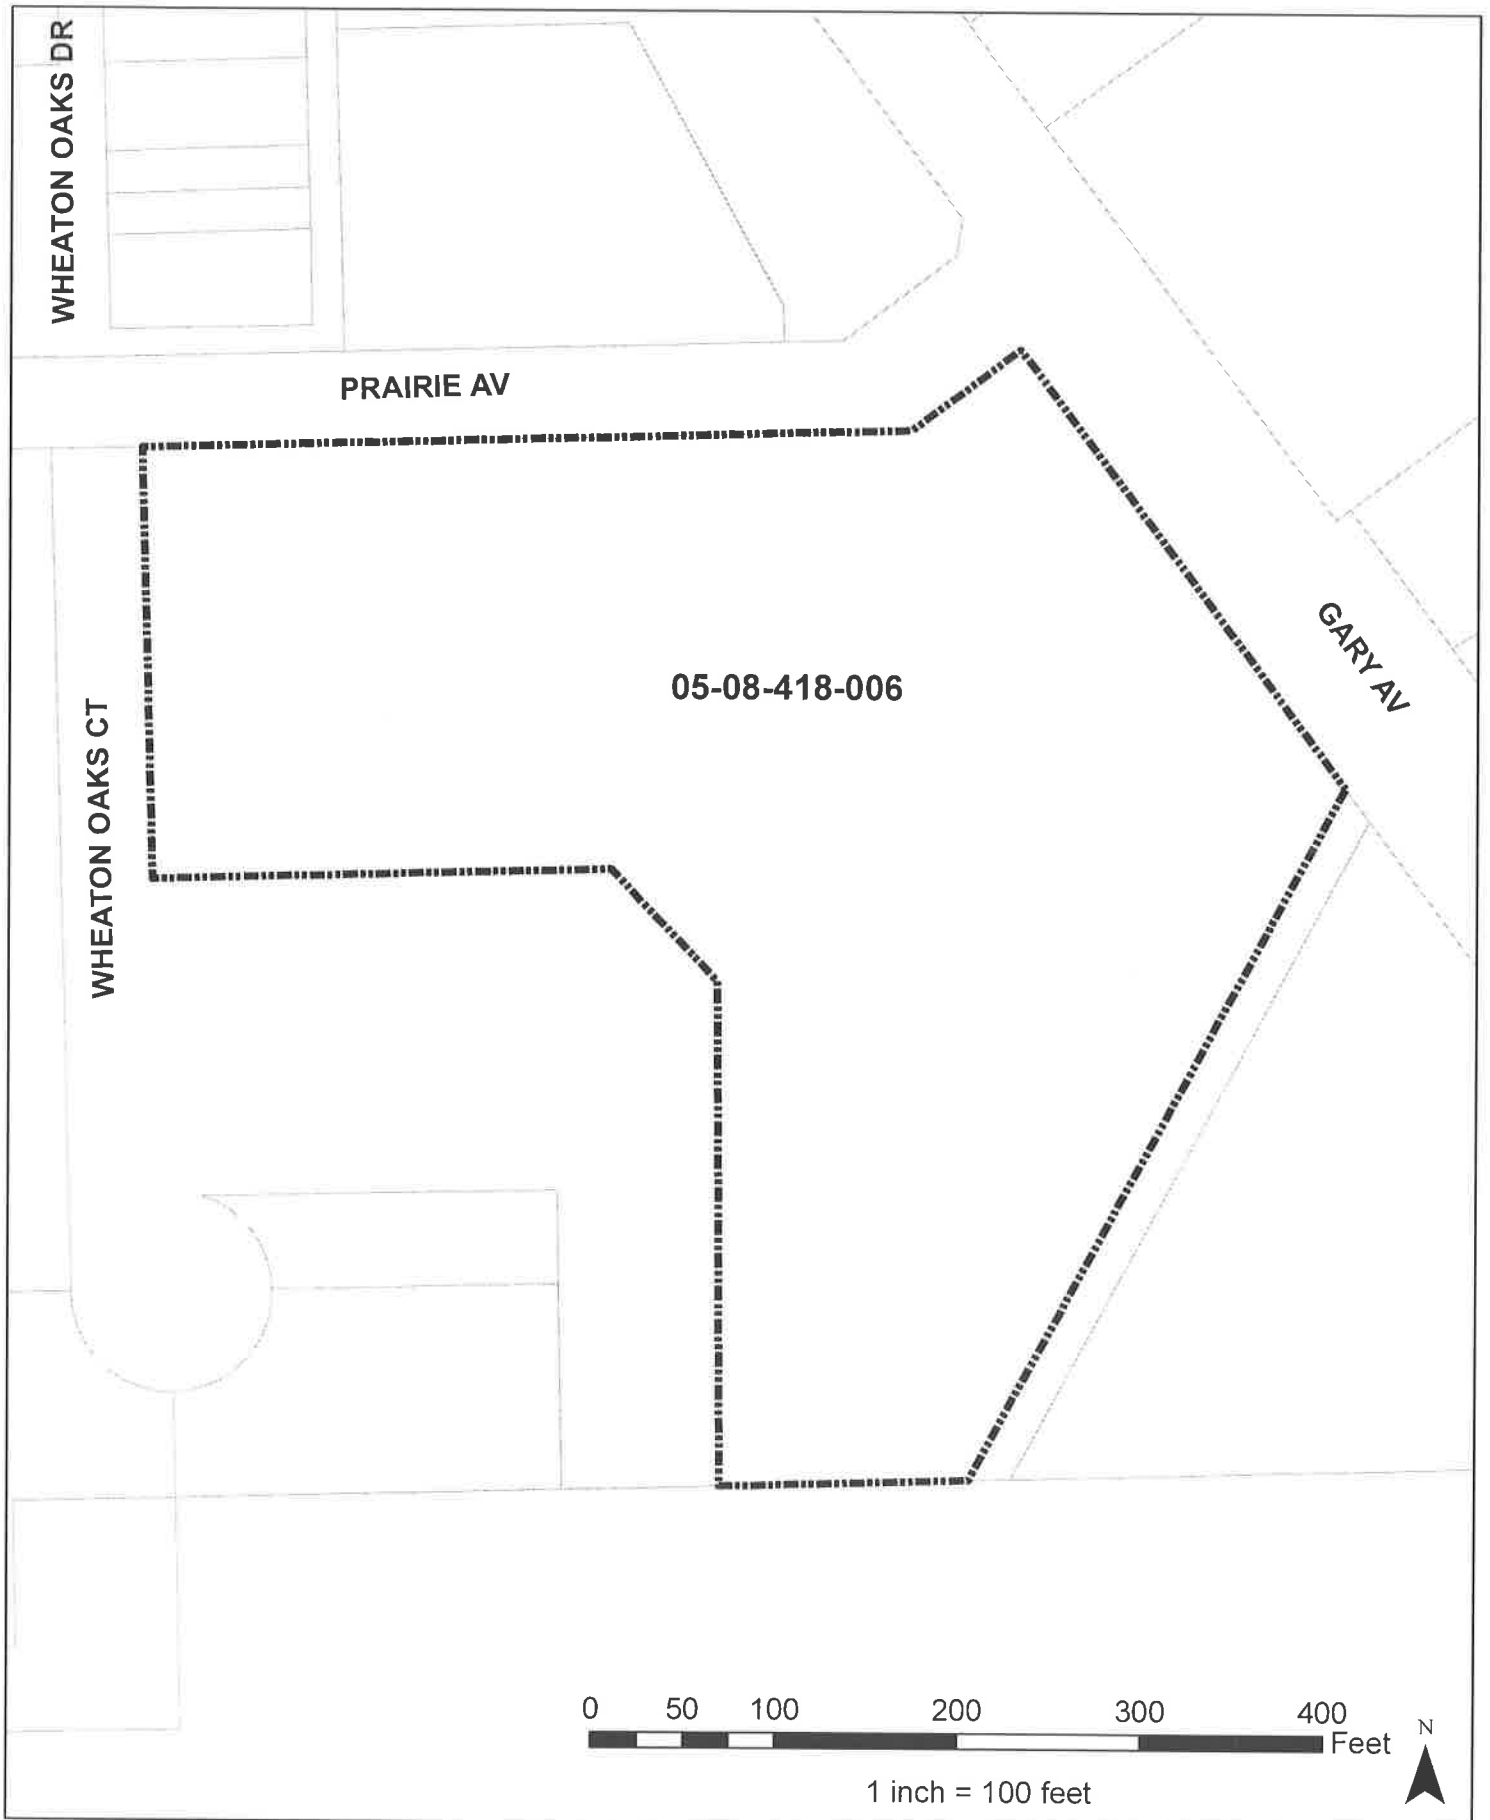 WHEATON OAKS DR
PRAIRIE AV
GARY AV
05-08-418-006
WHEATON OAKS CT
0 50 100 200 300 400
Feet
N
1 inch = 100 feet